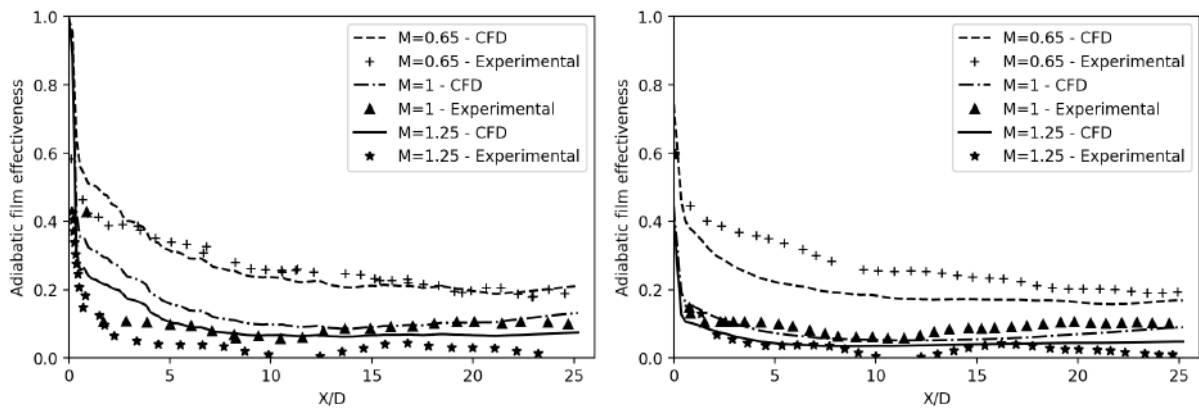 1.0
0.8
0.6
0.4
0.2
0.0
Adiabatic film effectiveness
M=0.65 - CFD
M=0.65 - Experimental
M=1 - CFD
M=1 - Experimental
M=1.25 - CFD
M=1.25 - Experimental
0 5 10 15 20 25
X/D
1.0
0.8
0.6
0.4
0.2
0.0
Adiabatic film effectiveness
M=0.65 - CFD
M=0.65 - Experimental
M=1 - CFD
M=1 - Experimental
M=1.25 - CFD
M=1.25 - Experimental
0 5 10 15 20 25
X/D